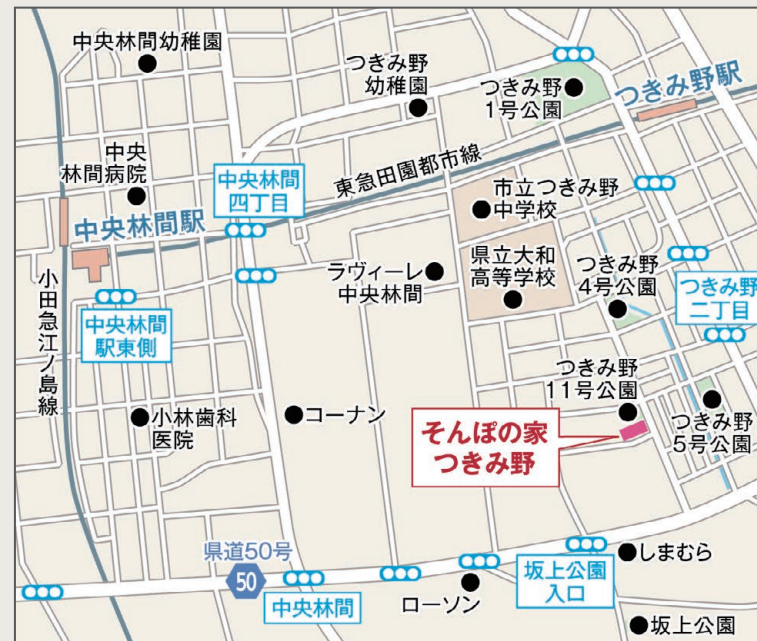 中央林間幼稚園
つきみ野
幼稚園
つきみ野
1号公園
つきみ野駅
中央
林間病院
中央林間
四丁目
東急田園都市線
市立つきみ野
中学校
中央林間駅
県立大和
高等学校
ラヴィーレ
中央林間
つきみ野
4号公園
つきみ野
二丁目
小田急江ノ島線
中央林間
駅東側
つきみ野
11号公園
小林歯科
医院
コーナン
そんぽの家
つきみ野
つきみ野
5号公園
県道50号
50
中央林間
ローソン
坂上公園
入口
しまむら
坂上公園